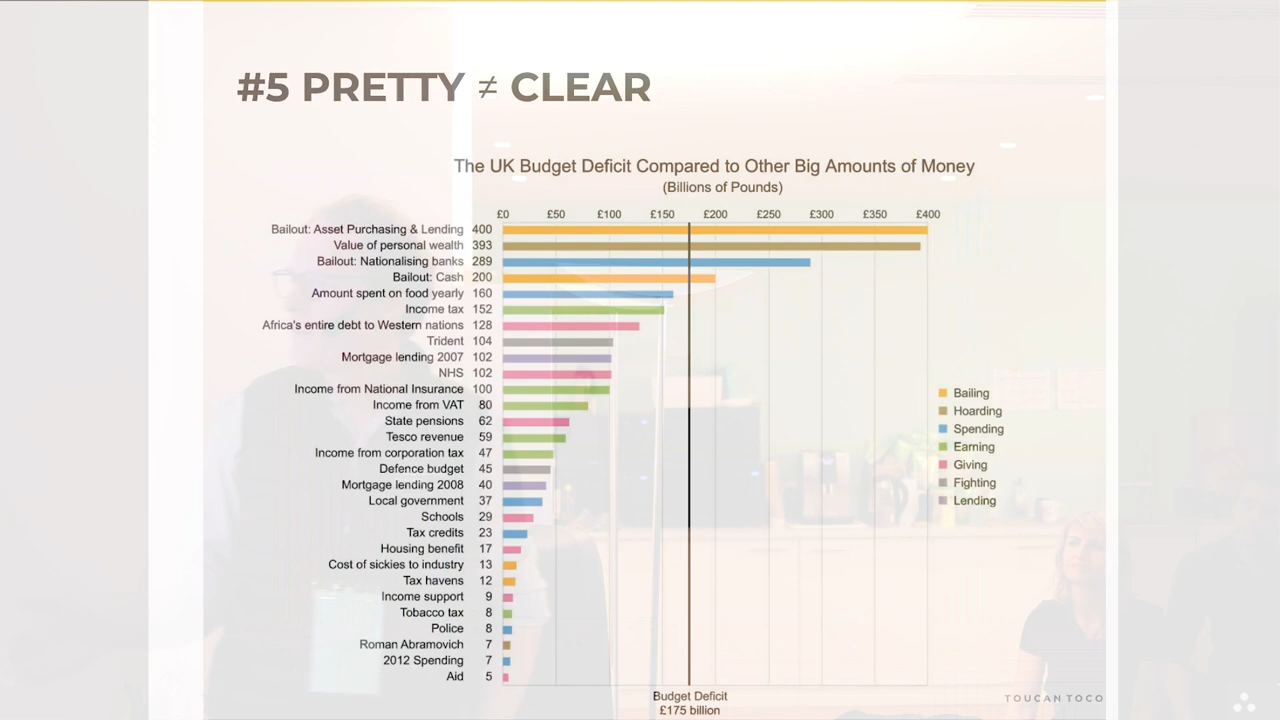 #5 PRETTY ≠ CLEAR
The UK Budget Deficit Compared to Other Big Amounts of Money
(Billions of Pounds)
£0 £50 £100 £150 £200 £250 £300 £350 £400
Bailout: Asset Purchasing & Lending 400
Value of personal wealth 393
Bailout: Nationalising banks 289
Bailout: Cash 200
Amount spent on food yearly 160
Income tax 152
Africa's entire debt to Western nations 128
Trident 104
Mortgage lending 2007 102
NHS 102
Income from National Insurance 100
Income from VAT 80
State pensions 62
Tesco revenue 59
Income from corporation tax 47
Defence budget 45
Mortgage lending 2008 40
Local government 37
Schools 29
Tax credits 23
Housing benefit 17
Cost of sickies to industry 13
Tax havens 12
Income support 9
Tobacco tax 8
Police 8
Roman Abramovich 7
2012 Spending 7
Aid 5
Bailing
Hoarding
Spending
Earning
Giving
Fighting
Lending
Budget Deficit
£175 billion
TOUCAN TOCO